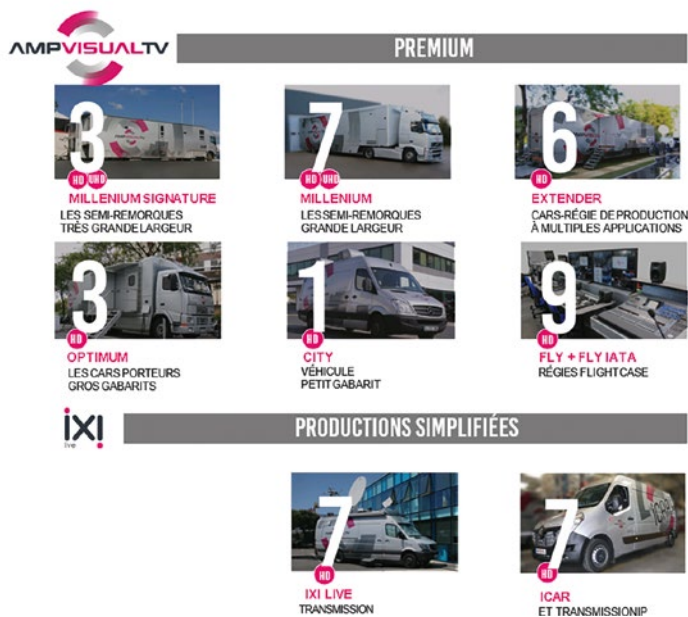 AMPVISUALTV
PREMIUM
3
HD UHD
MILLENIUM SIGNATURE
LES SEMI-REMORQUES
TRÈS GRANDE LARGEUR
7
HD UHD
MILLENIUM
LES SEMI-REMORQUES
GRANDE LARGEUR
6
HD
EXTENDER
CARS-RÉGIE DE PRODUCTION
À MULTIPLES APPLICATIONS
3
HD
OPTIMUM
LES CARS PORTEURS
GROS GABARITS
1
HD
CITY
VÉHICULE
PETIT GABARIT
9
HD
FLY + FLY IATA
RÉGIES FLIGHTCASE
ixi
live
PRODUCTIONS SIMPLIFIÉES
7
HD
IXI LIVE
TRANSMISSION
7
HD
ICAR
ET TRANSMISSION IP